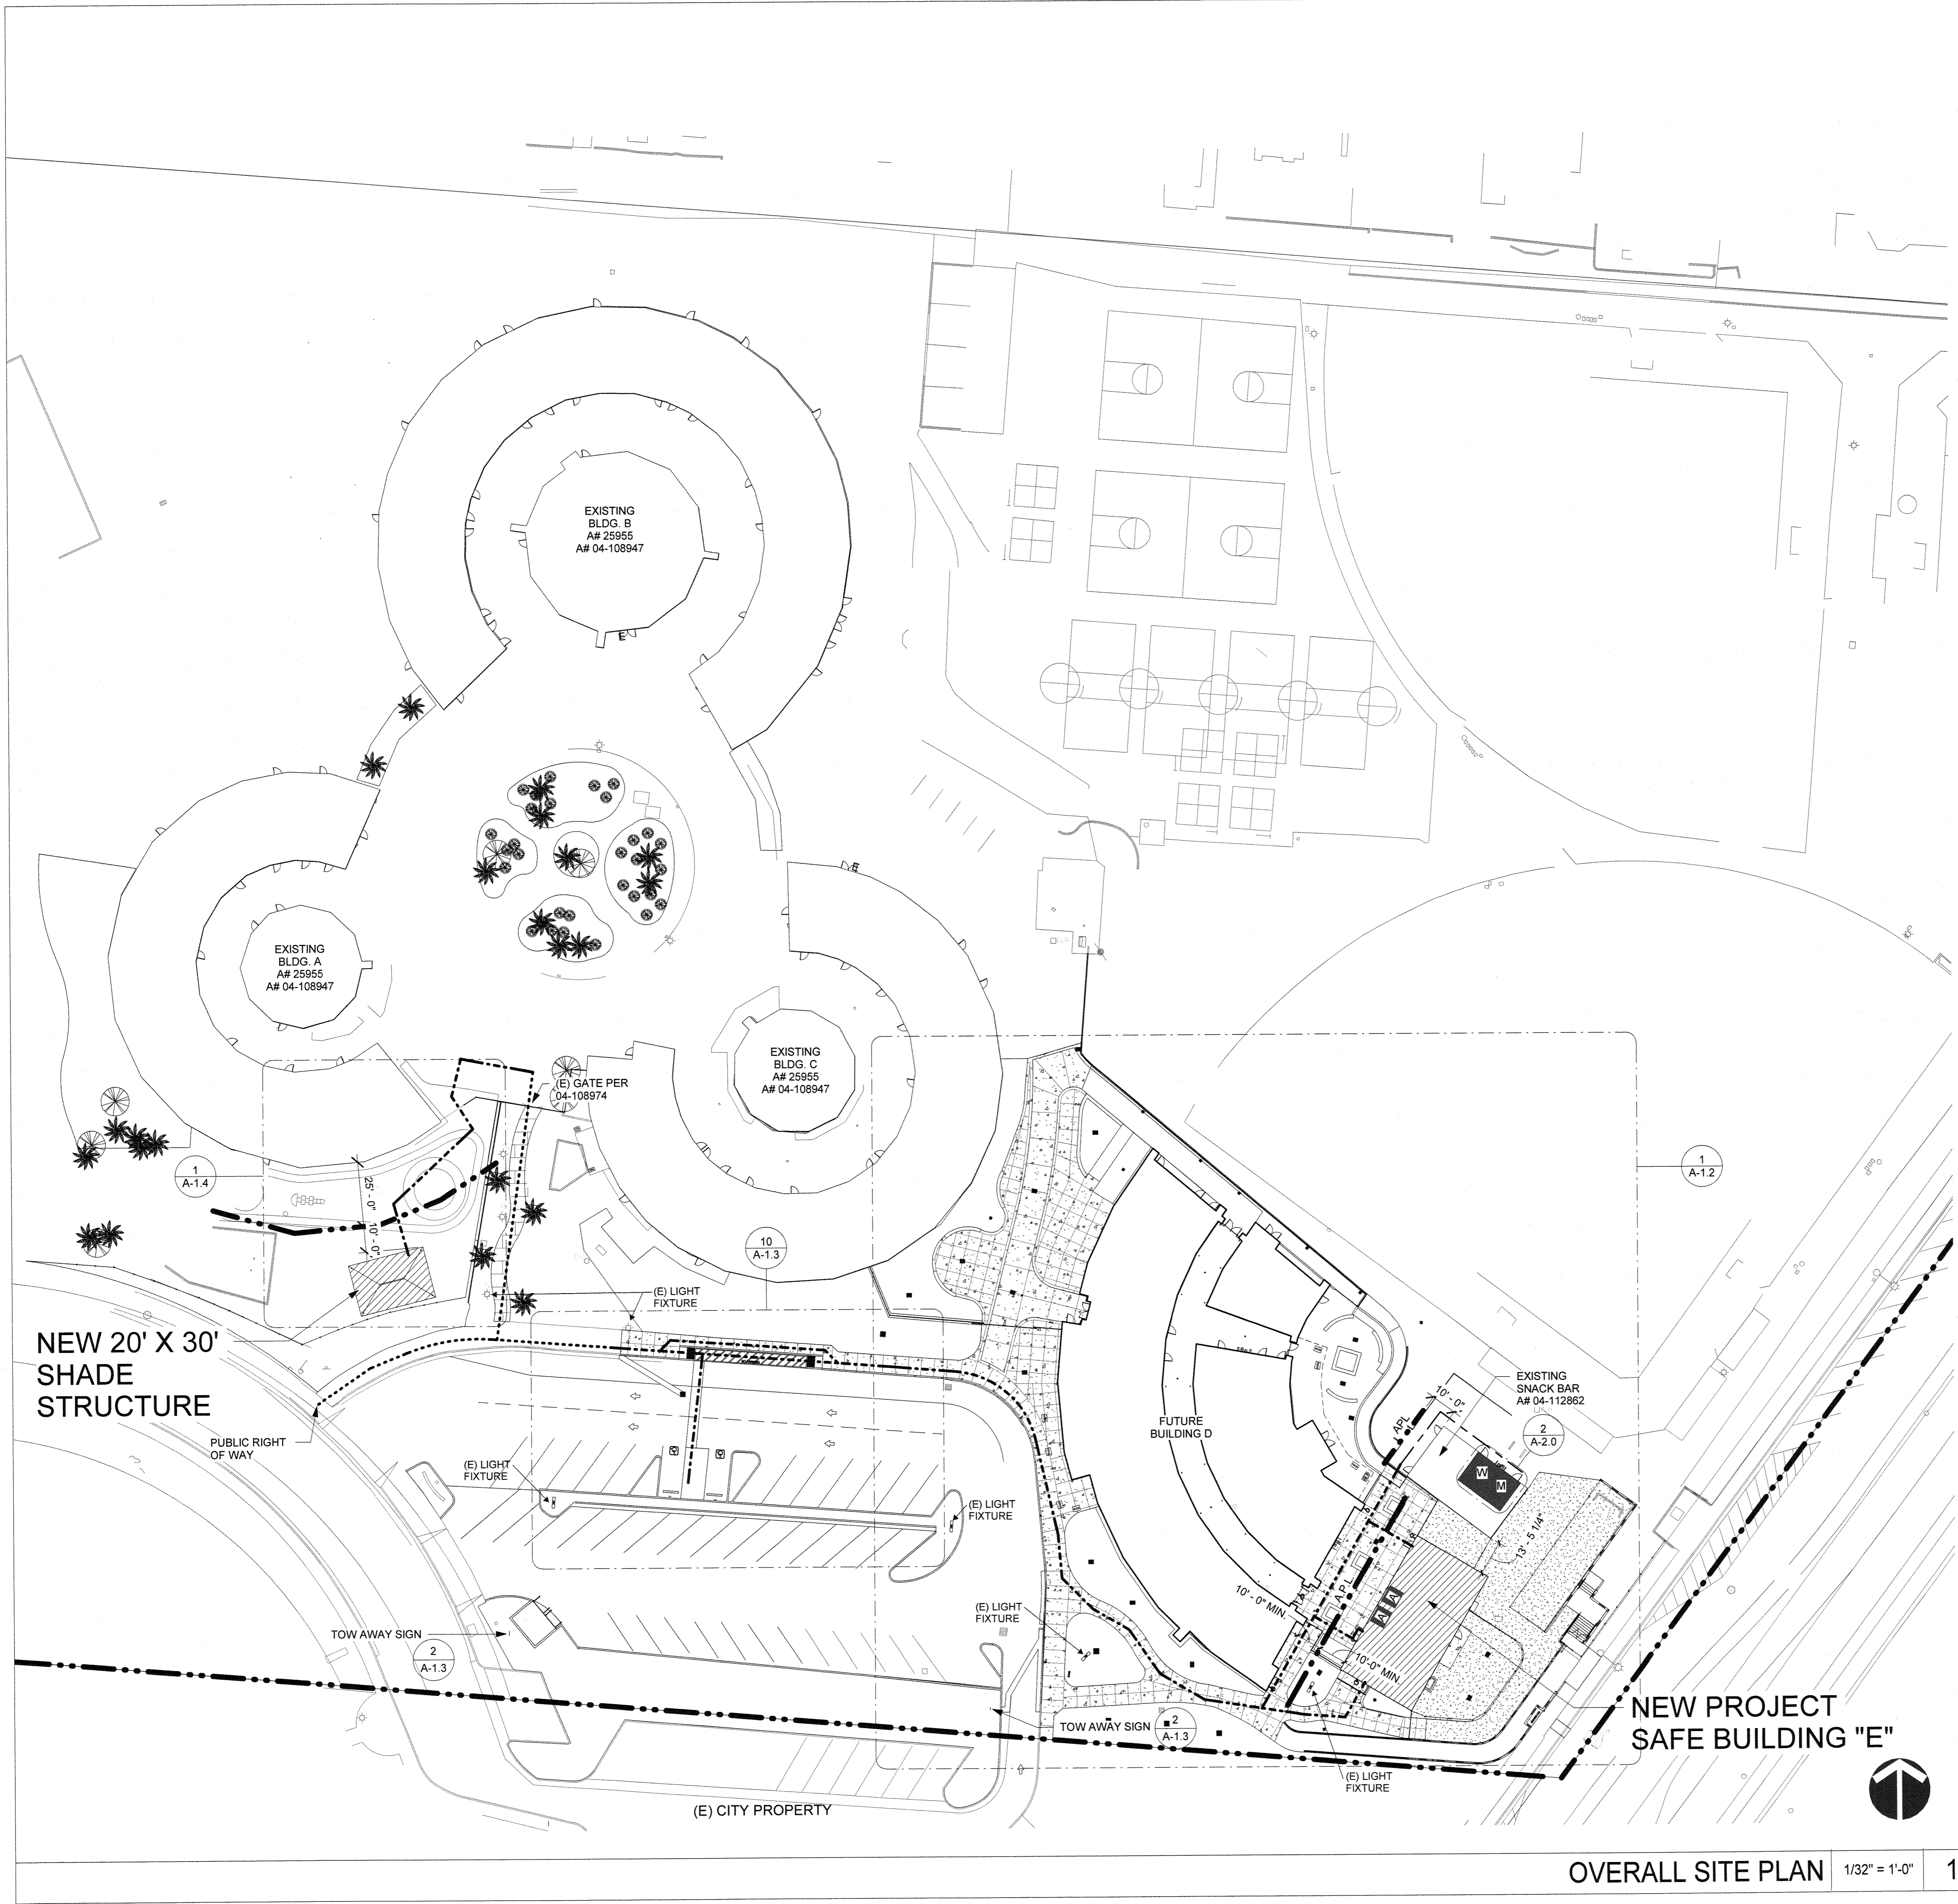 EXISTING
BLDG. B
A# 25955
A# 04-108947
E
E
EXISTING
BLDG. A
A# 25955
A# 04-108947
EXISTING
BLDG. C
A# 25955
A# 04-108947
(E) GATE PER
04-108974
1
A-1.4
25' - 0"
10' - 0"
1
A-1.2
10
A-1.3
(E) LIGHT
FIXTURE
NEW 20' X 30'
SHADE
STRUCTURE
PUBLIC RIGHT
OF WAY
(E) LIGHT
FIXTURE
(E) LIGHT
FIXTURE
FUTURE
BUILDING D
EXISTING
SNACK BAR
A# 04-112862
2
A-2.0
10' - 0"
APL
W
M
13' - 5 1/4"
A.P.L.
A
A
10' - 0" MIN.
10'-0" MIN.
(E) LIGHT
FIXTURE
TOW AWAY SIGN
2
A-1.3
TOW AWAY SIGN
2
A-1.3
NEW PROJECT
SAFE BUILDING "E"
(E) LIGHT
FIXTURE
(E) CITY PROPERTY
OVERALL SITE PLAN
1/32" = 1'-0"
1